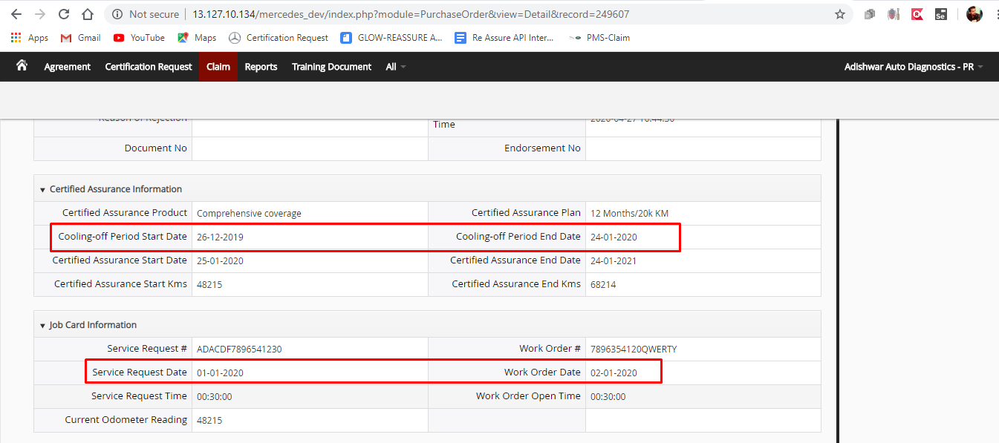 Not secure | 13.127.10.134/mercedes_dev/index.php?module=PurchaseOrder&view=Detail&record=249607
Apps Gmail YouTube Maps Certification Request GLOW-REASSURE A... Re Assure API Inter... PMS-Claim
Agreement Certification Request Claim Reports Training Document All Adishwar Auto Diagnostics - PR
Reason of Rejection Time 2020-04-27 16:44:50
Document No Endorsement No
Certified Assurance Information
Certified Assurance Product Comprehensive coverage Certified Assurance Plan 12 Months/20k KM
Cooling-off Period Start Date 26-12-2019 Cooling-off Period End Date 24-01-2020
Certified Assurance Start Date 25-01-2020 Certified Assurance End Date 24-01-2021
Certified Assurance Start Kms 48215 Certified Assurance End Kms 68214
Job Card Information
Service Request # ADACDF7896541230 Work Order # 7896354120QWERTY
Service Request Date 01-01-2020 Work Order Date 02-01-2020
Service Request Time 00:30:00 Work Order Open Time 00:30:00
Current Odometer Reading 48215